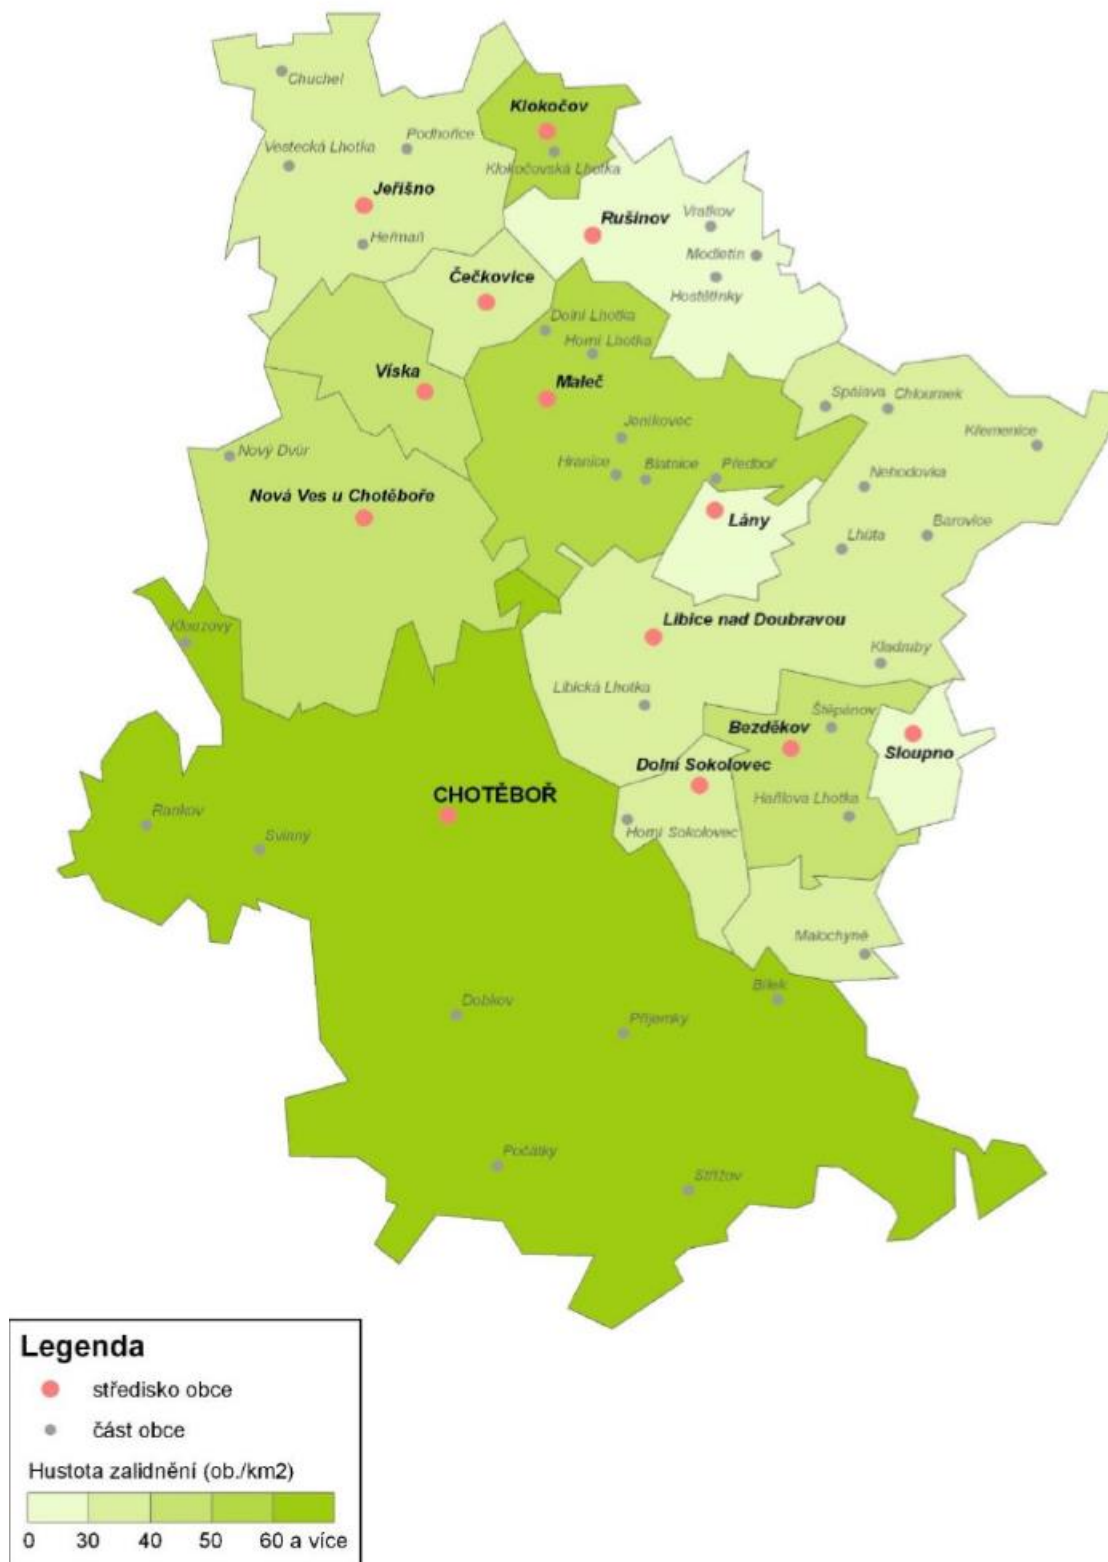 Chuchel
Klokočov
Podhořice
Vestecká Lhotka
Klokočovská Lhotka
Jeřišno
Rušinov
Vratkov
Heřmaň
Modletín
Čečkovice
Hostětínky
Dolní Lhotka
Horní Lhotka
Víska
Maleč
Spálava
Chloumek
Jeníkovec
Křemenice
Nový Dvůr
Hranice
Blatnice
Předboř
Nehodovka
Nová Ves u Chotěboře
Lány
Barovice
Lhůta
Libice nad Doubravou
Klouzovy
Kladruby
Libická Lhotka
Štěpánov
Bezděkov
Sloupno
Dolní Sokolovec
CHOTĚBOŘ
Haňlova Lhotka
Rankov
Svinný
Horní Sokolovec
Malochyně
Bílek
Dobkov
Příjemky
Počátky
Střížov
Legenda
středisko obce
část obce
Hustota zalidnění (ob./km2)
0 30 40 50 60 a více